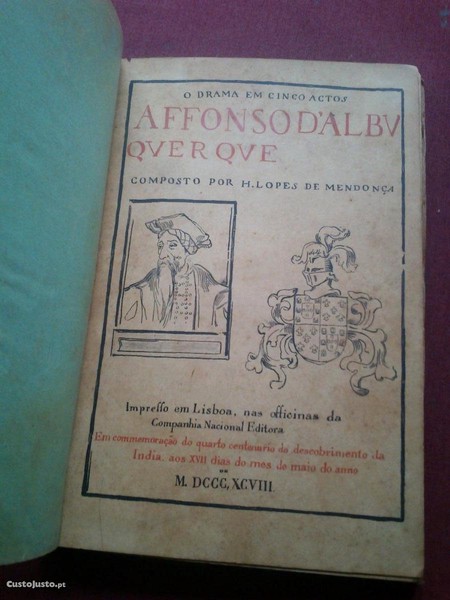 O DRAMA EM CINCO ACTOS
AFFONSO D'ALBV
QVERQVE
COMPOSTO POR H. LOPES DE MENDONÇA
Impresso em Lisboa, nas officinas da
Companhia Nacional Editora
Em commemoração do quarto centenario do descobrimento da
India, aos XVII dias do mes de maio do anno
DE
M. DCCC, XCVIII.
CustoJusto.pt